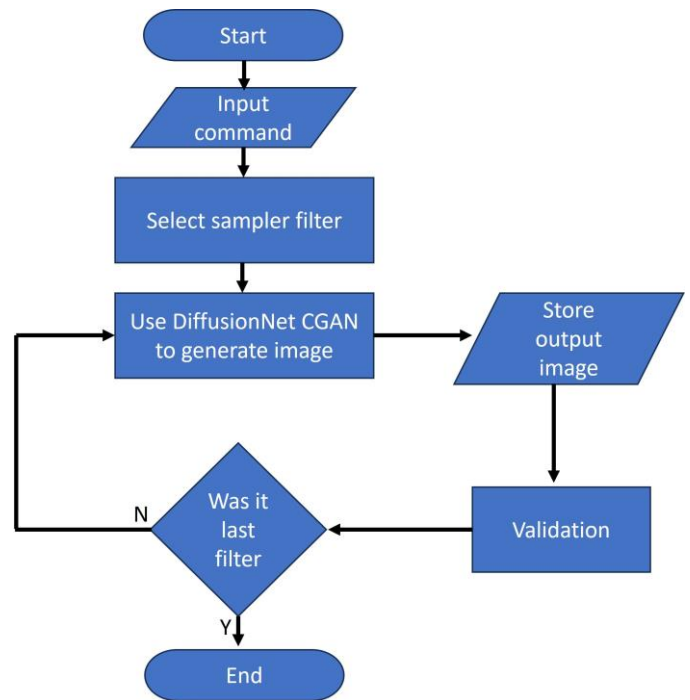 Start
Input
command
Select sampler filter
Use DiffusionNet CGAN
to generate image
Store
output
image
Validation
Was it
last
filter
N
Y
End